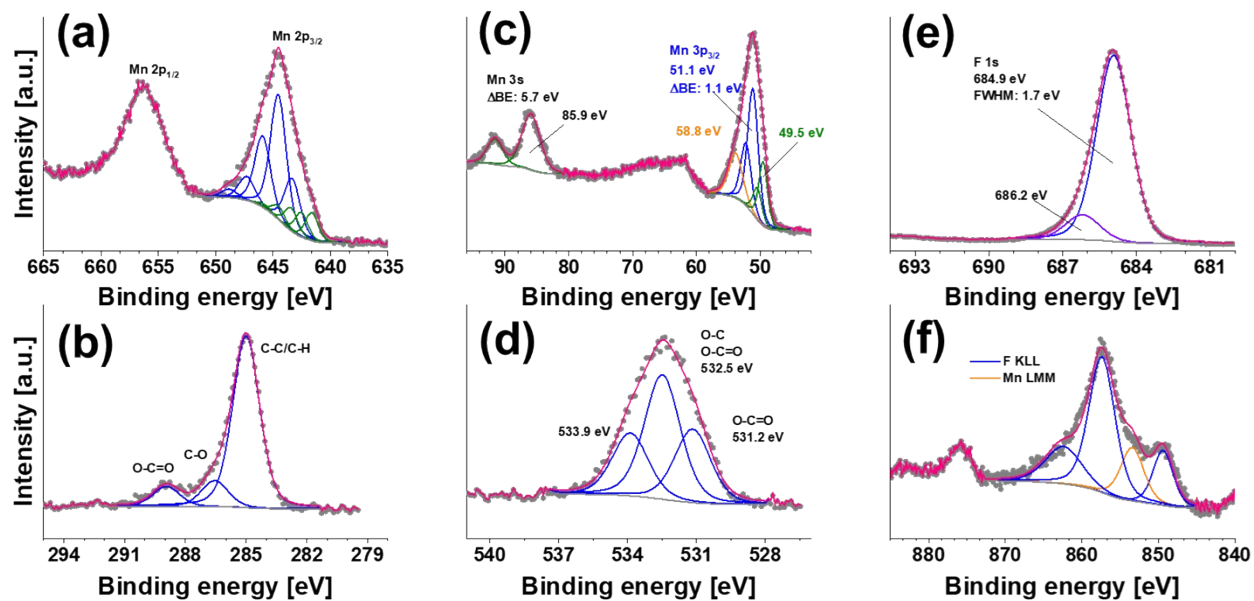 (a)
Mn 2p1/2
Mn 2p3/2
Intensity [a.u.]
665 660 655 650 645 640 635
Binding energy [eV]
(c)
Mn 3s
ΔBE: 5.7 eV
85.9 eV
Mn 3p3/2
51.1 eV
ΔBE: 1.1 eV
58.8 eV
49.5 eV
90 80 70 60 50
Binding energy [eV]
(e)
F 1s
684.9 eV
FWHM: 1.7 eV
686.2 eV
693 690 687 684 681
Binding energy [eV]
(b)
C-C/C-H
C-O
O-C=O
Intensity [a.u.]
294 291 288 285 282 279
Binding energy [eV]
(d)
O-C
O-C=O
532.5 eV
533.9 eV
O-C=O
531.2 eV
540 537 534 531 528
Binding energy [eV]
(f)
F KLL
Mn LMM
880 870 860 850 840
Binding energy [eV]